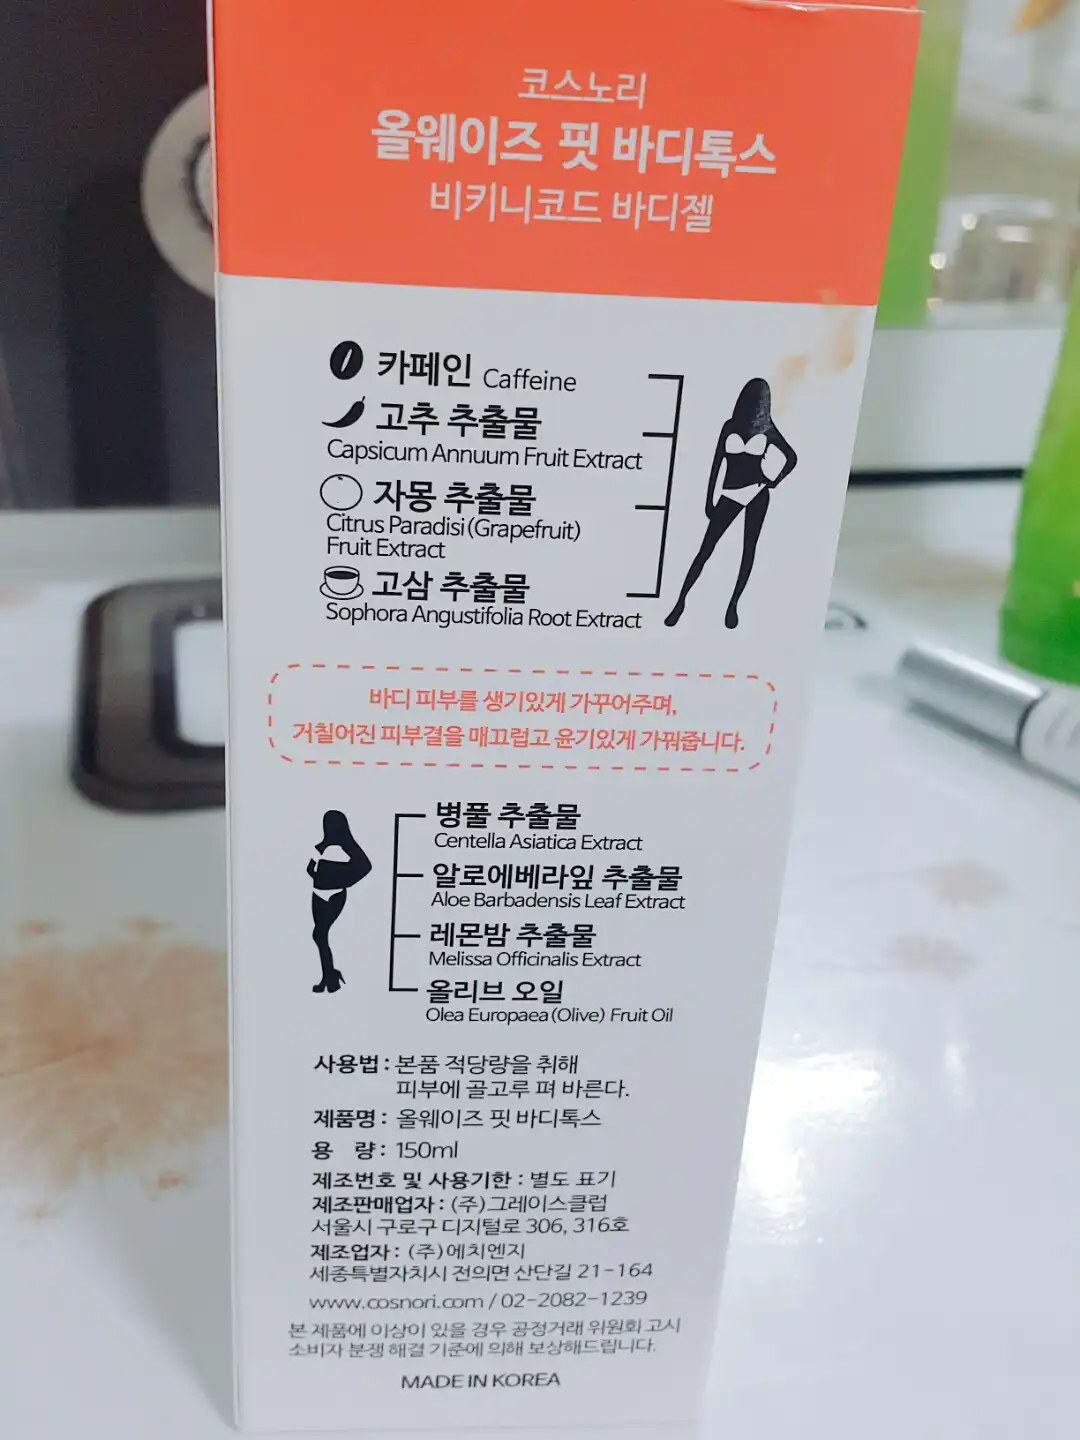 코스노리
올웨이즈 핏 바디톡스
비키니코드 바디젤
카페인 Caffeine
고추 추출물
Capsicum Annuum Fruit Extract
자몽 추출물
Citrus Paradisi(Grapefruit)
Fruit Extract
고삼 추출물
Sophora Angustifolia Root Extract
바디 피부를 생기있게 가꾸어주며,
거칠어진 피부결을 매끄럽고 윤기있게 가꿔줍니다.
병풀 추출물
Centella Asiatica Extract
알로에베라잎 추출물
Aloe Barbadensis Leaf Extract
레몬밤 추출물
Melissa Officinalis Extract
올리브 오일
Olea Europaea(Olive) Fruit Oil
사용법 : 본품 적당량을 취해
피부에 골고루 펴 바른다.
제품명 : 올웨이즈 핏 바디톡스
용 량 : 150ml
제조번호 및 사용기한 : 별도 표기
제조판매업자 : (주)그레이스클럽
서울시 구로구 디지털로 306, 316호
제조업자 : (주)에치엔지
세종특별자치시 전의면 산단길 21-164
www.cosnori.com / 02-2082-1239
본 제품에 이상이 있을 경우 공정거래 위원회 고시
소비자 분쟁 해결 기준에 의해 보상해드립니다.
MADE IN KOREA